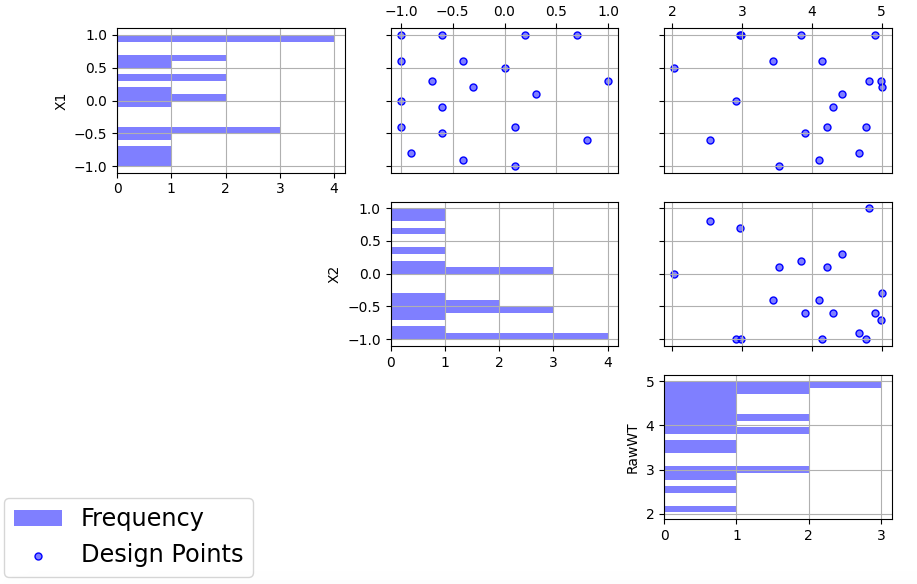 −1.0 −0.5 0.0 0.5 1.0
2 3 4 5
1.0
0.5
0.0
−0.5
−1.0
X1
0 1 2 3 4
1.0
0.5
0.0
−0.5
−1.0
X2
0 1 2 3 4
5
4
3
2
RawWT
0 1 2 3
Frequency
Design Points